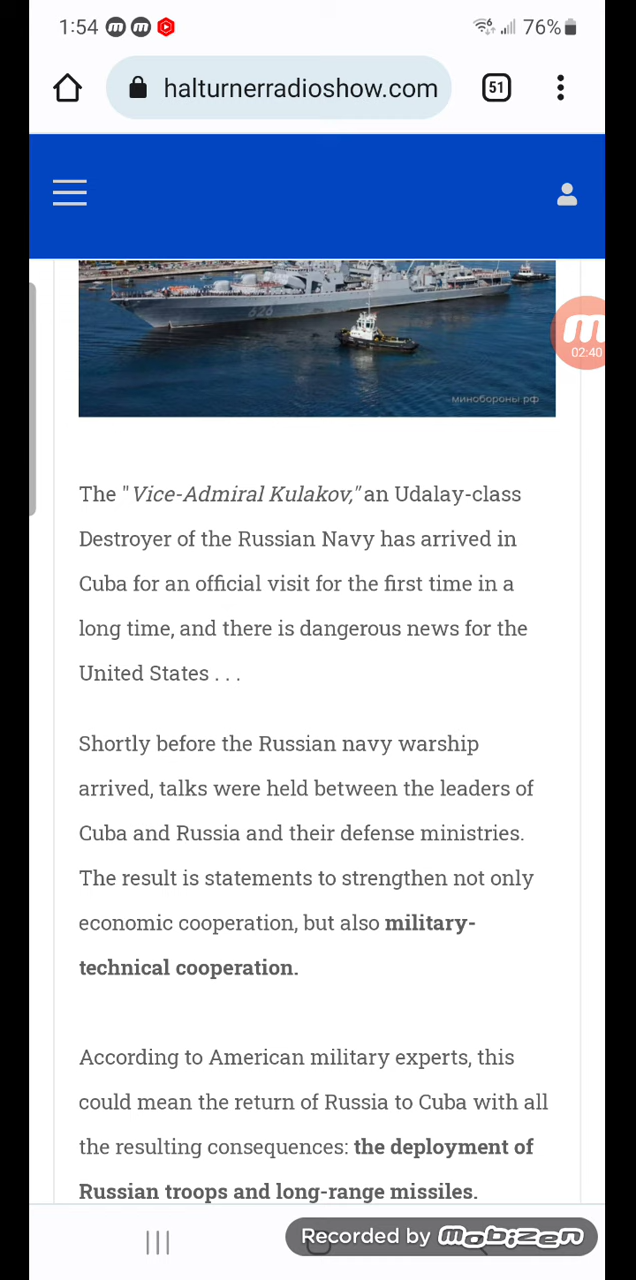 1:54 m m 6 76%
halturnerradioshow.com 51
626
m
02:40
минобороны.рф
The "Vice-Admiral Kulakov," an Udalay-class
Destroyer of the Russian Navy has arrived in
Cuba for an official visit for the first time in a
long time, and there is dangerous news for the
United States . . .
Shortly before the Russian navy warship
arrived, talks were held between the leaders of
Cuba and Russia and their defense ministries.
The result is statements to strengthen not only
economic cooperation, but also military-
technical cooperation.
According to American military experts, this
could mean the return of Russia to Cuba with all
the resulting consequences: the deployment of
Russian troops and long-range missiles.
Recorded by mobizen